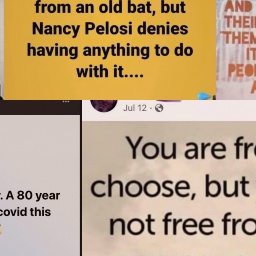 from an old bat, but
Nancy Pelosi denies
having anything to do
with it....
AND
THEI
THEM
IT
PEO
A
Jul 12 ·
. A 80 year
covid this
You are fr
choose, but
not free fro